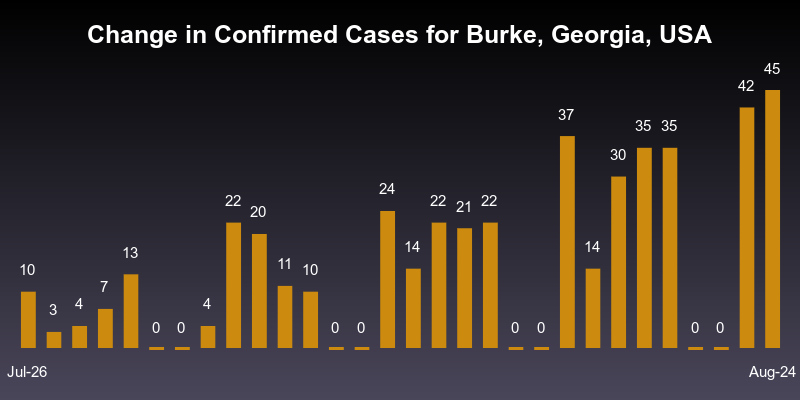 Change in Confirmed Cases for Burke, Georgia, USA
10 3 4 7 13 0 0 4 22 20 11 10 0 0 24 14 22 21 22 0 0 37 14 30 35 35 0 0 42 45
Jul-26 Aug-24